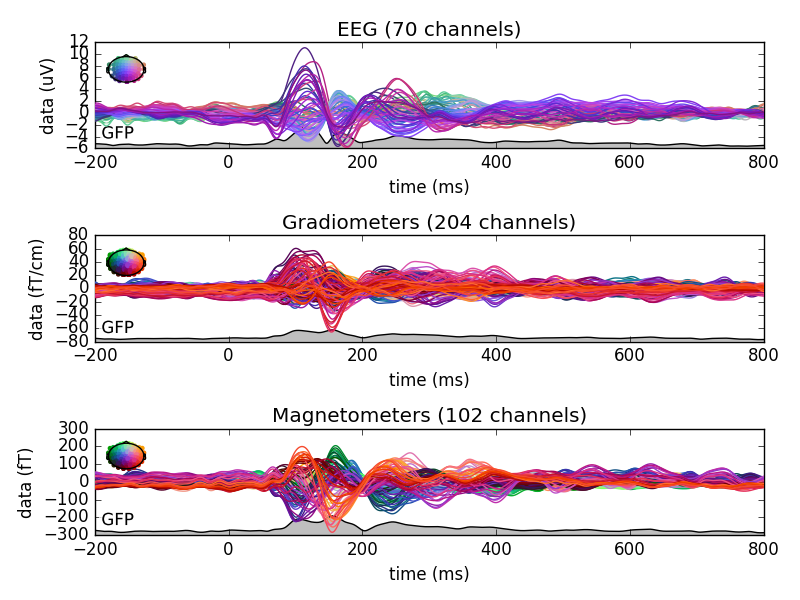 EEG (70 channels)
data (uV)
12
10
8
6
4
2
0
−2
−4
−6
GFP
−200 0 200 400 600 800
time (ms)
Gradiometers (204 channels)
data (fT/cm)
80
60
40
20
0
−20
−40
−60
−80
GFP
−200 0 200 400 600 800
time (ms)
Magnetometers (102 channels)
data (fT)
300
200
100
0
−100
−200
−300
GFP
−200 0 200 400 600 800
time (ms)